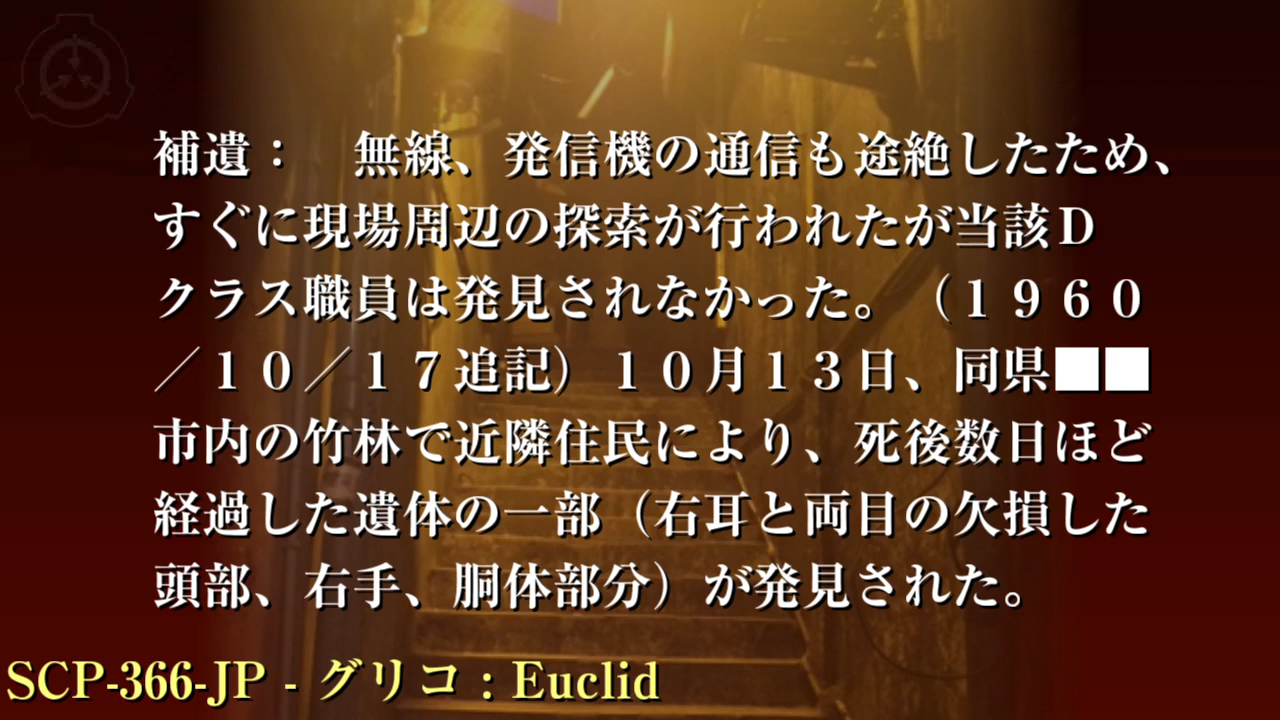 補遺：　無線、発信機の通信も途絶したため、
すぐに現場周辺の探索が行われたが当該Ｄ
クラス職員は発見されなかった。（１９６０
／１０／１７追記）１０月１３日、同県■■
市内の竹林で近隣住民により、死後数日ほど
経過した遺体の一部（右耳と両目の欠損した
頭部、右手、胴体部分）が発見された。
SCP-366-JP - グリコ : Euclid